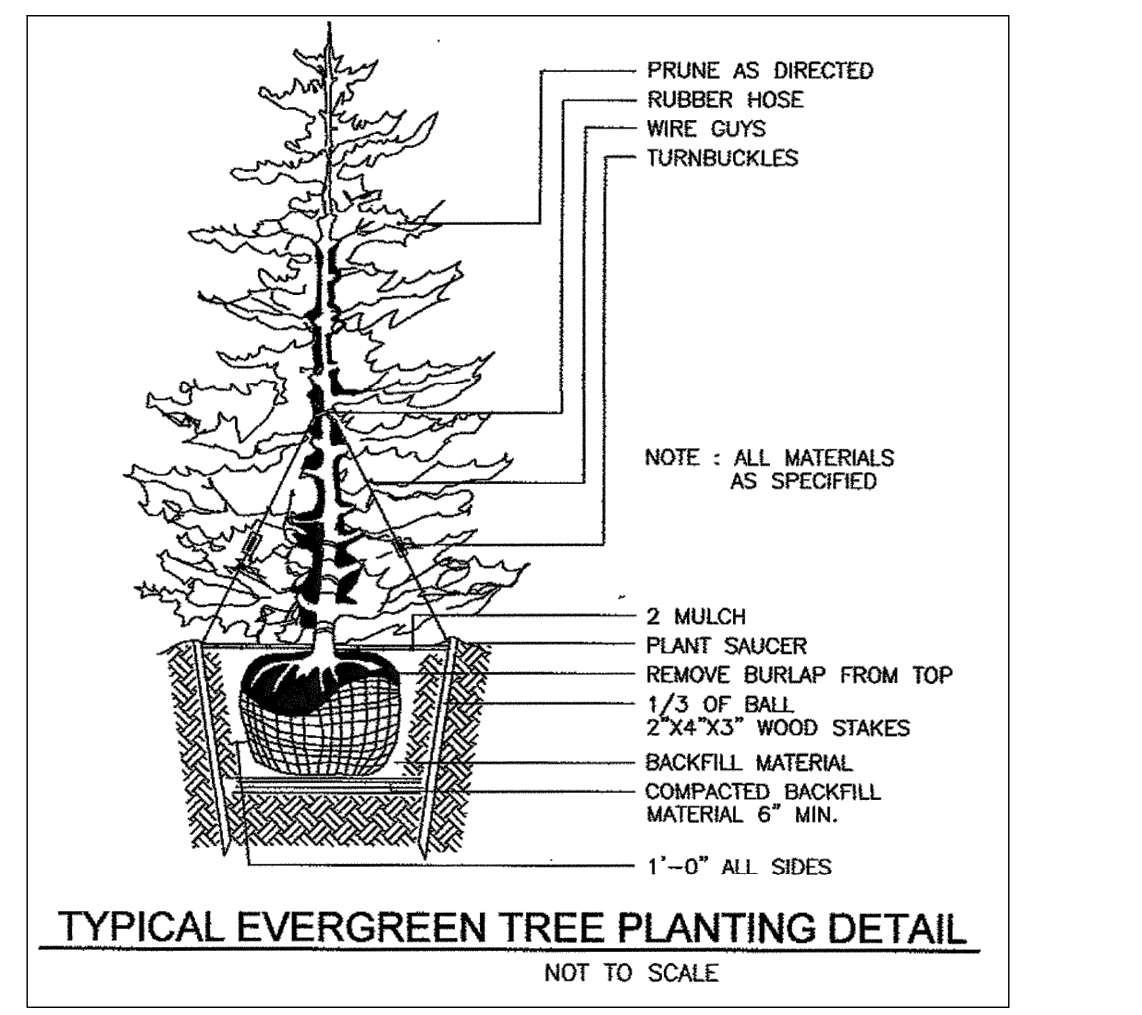 PRUNE AS DIRECTED
RUBBER HOSE
WIRE GUYS
TURNBUCKLES
NOTE : ALL MATERIALS
AS SPECIFIED
2 MULCH
PLANT SAUCER
REMOVE BURLAP FROM TOP
1/3 OF BALL
2"X4"X3" WOOD STAKES
BACKFILL MATERIAL
COMPACTED BACKFILL
MATERIAL 6" MIN.
1'-0" ALL SIDES
TYPICAL EVERGREEN TREE PLANTING DETAIL
NOT TO SCALE